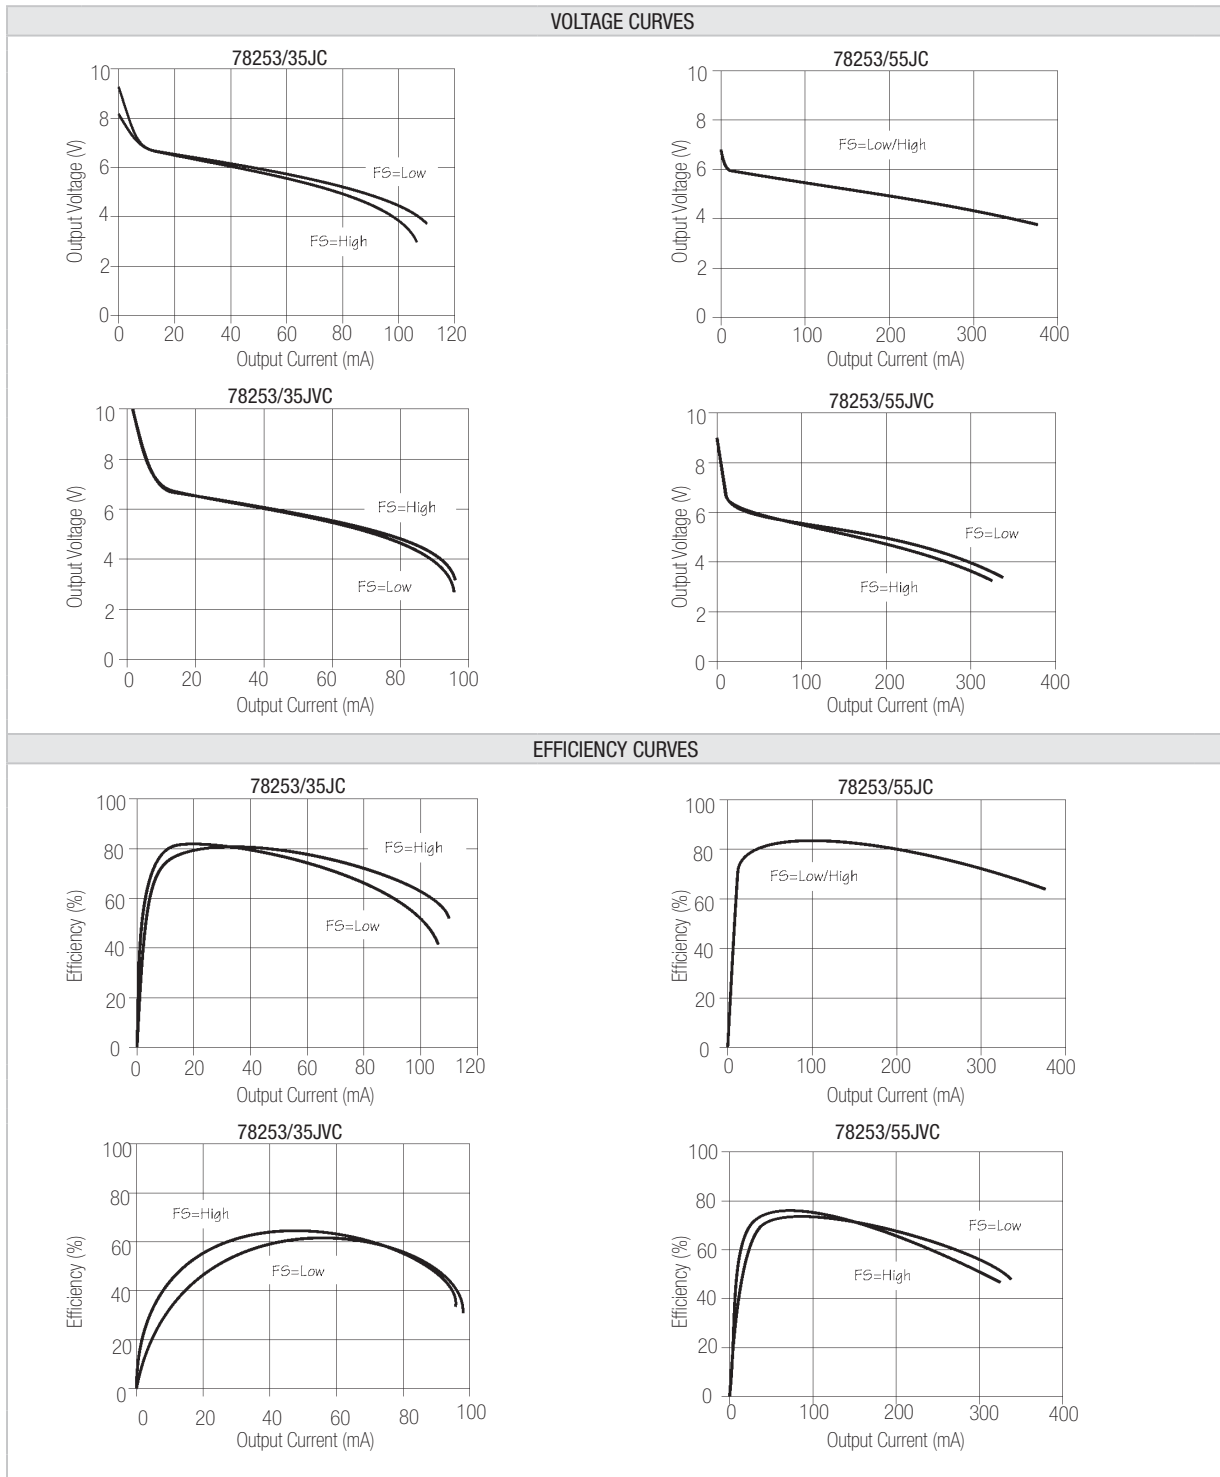 VOLTAGE CURVES
78253/35JC
10
8
6
4
2
0
0 20 40 60 80 100 120
Output Voltage (V)
Output Current (mA)
FS=Low
FS=High
78253/55JC
10
8
6
4
2
0
0 100 200 300 400
Output Voltage (V)
Output Current (mA)
FS=Low/High
78253/35JVC
10
8
6
4
2
0
0 20 40 60 80 100
Output Voltage (V)
Output Current (mA)
FS=High
FS=Low
78253/55JVC
10
8
6
4
2
0
0 100 200 300 400
Output Voltage (V)
Output Current (mA)
FS=Low
FS=High
EFFICIENCY CURVES
78253/35JC
100
80
60
40
20
0
0 20 40 60 80 100 120
Efficiency (%)
Output Current (mA)
FS=High
FS=Low
78253/55JC
100
80
60
40
20
0
0 100 200 300 400
Efficiency (%)
Output Current (mA)
FS=Low/High
78253/35JVC
100
80
60
40
20
0
0 20 40 60 80 100
Efficiency (%)
Output Current (mA)
FS=High
FS=Low
78253/55JVC
100
80
60
40
20
0
0 100 200 300 400
Efficiency (%)
Output Current (mA)
FS=Low
FS=High